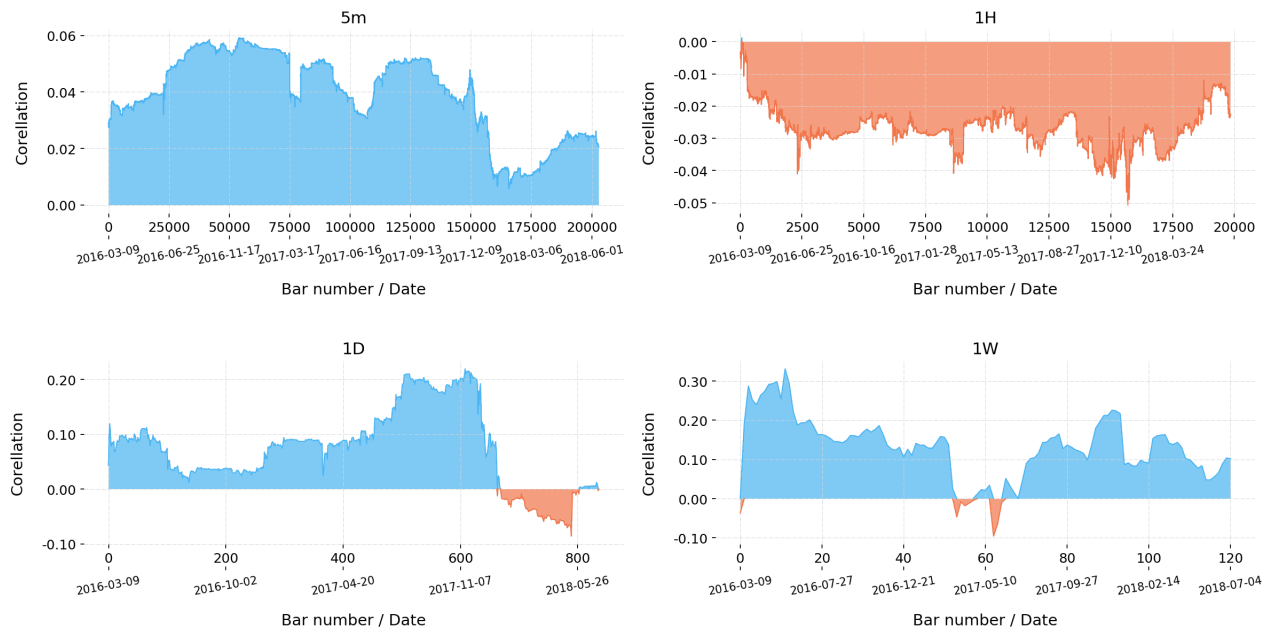 5m
Corellation
0.06
0.04
0.02
0.00
0 25000 50000 75000 100000 125000 150000 175000 200000
2016-03-09 2016-06-25 2016-11-17 2017-03-17 2017-06-16 2017-09-13 2017-12-09 2018-03-06 2018-06-01
Bar number / Date
1H
Corellation
0.00
-0.01
-0.02
-0.03
-0.04
-0.05
0 2500 5000 7500 10000 12500 15000 17500 20000
2016-03-09 2016-06-25 2016-10-16 2017-01-28 2017-05-13 2017-08-27 2017-12-10 2018-03-24
Bar number / Date
1D
Corellation
0.20
0.10
0.00
-0.10
0 200 400 600 800
2016-03-09 2016-10-02 2017-04-20 2017-11-07 2018-05-26
Bar number / Date
1W
Corellation
0.30
0.20
0.10
0.00
-0.10
0 20 40 60 80 100 120
2016-03-09 2016-07-27 2016-12-21 2017-05-10 2017-09-27 2018-02-14 2018-07-04
Bar number / Date